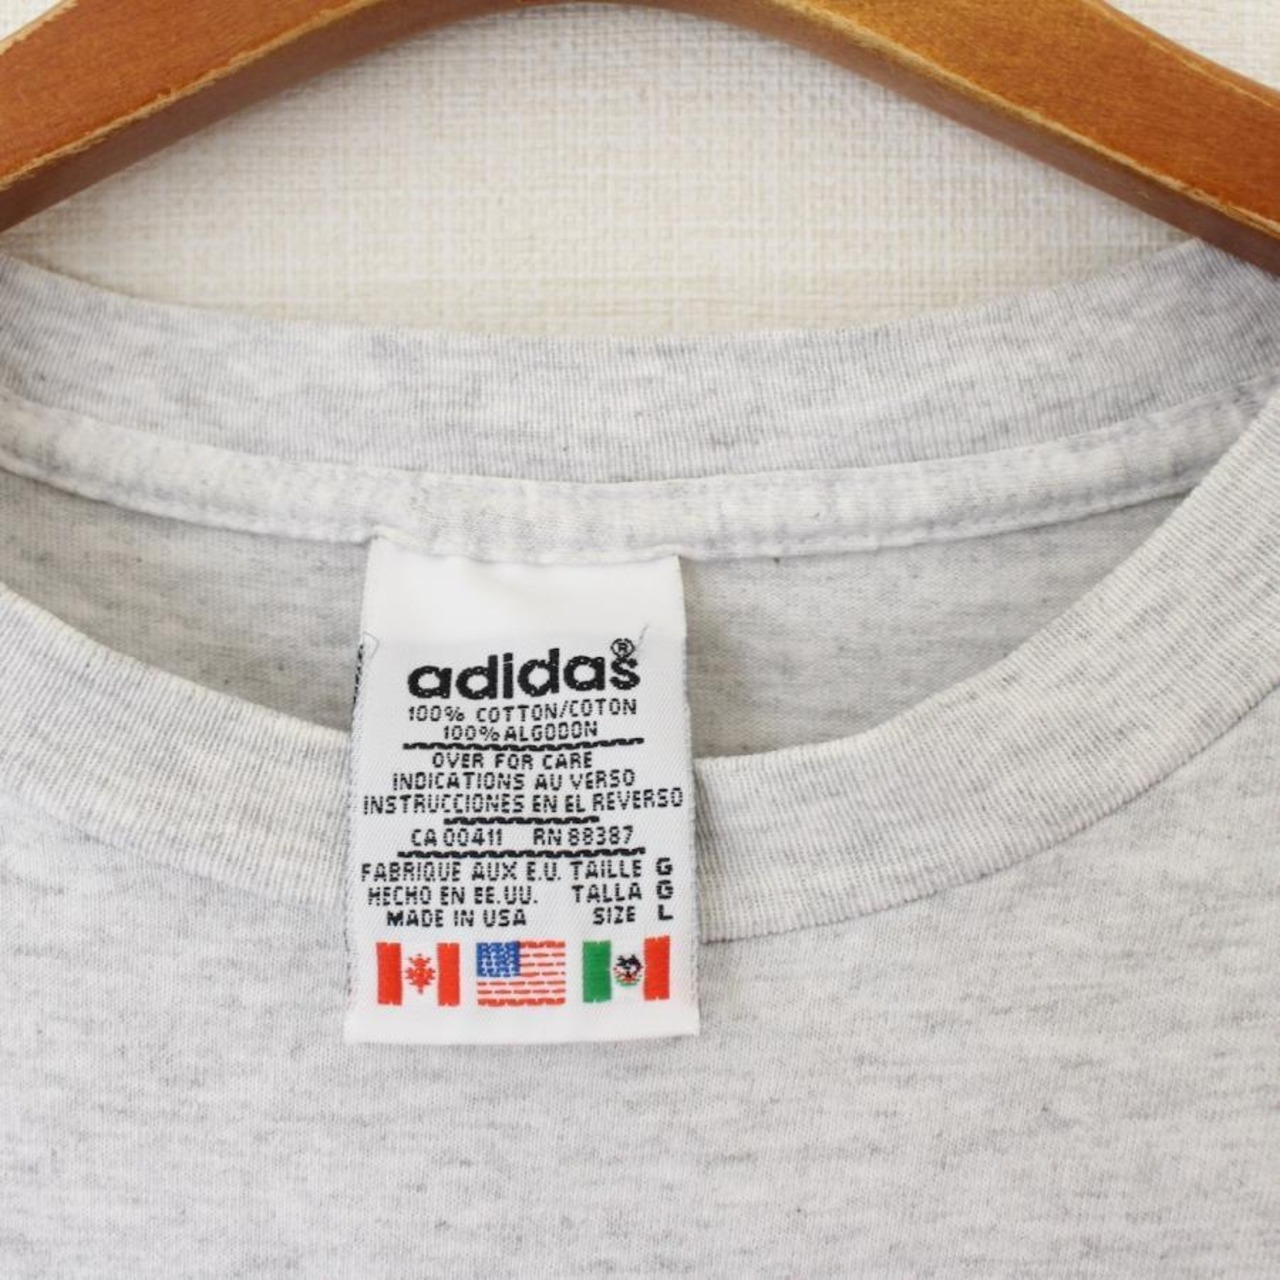 adidas®
100% COTTON/COTON
100% ALGODON
OVER FOR CARE
INDICATIONS AU VERSO
INSTRUCCIONES EN EL REVERSO
CA 00411 RN 88387
FABRIQUE AUX E.U. TAILLE G
HECHO EN EE.UU. TALLA G
MADE IN USA SIZE L